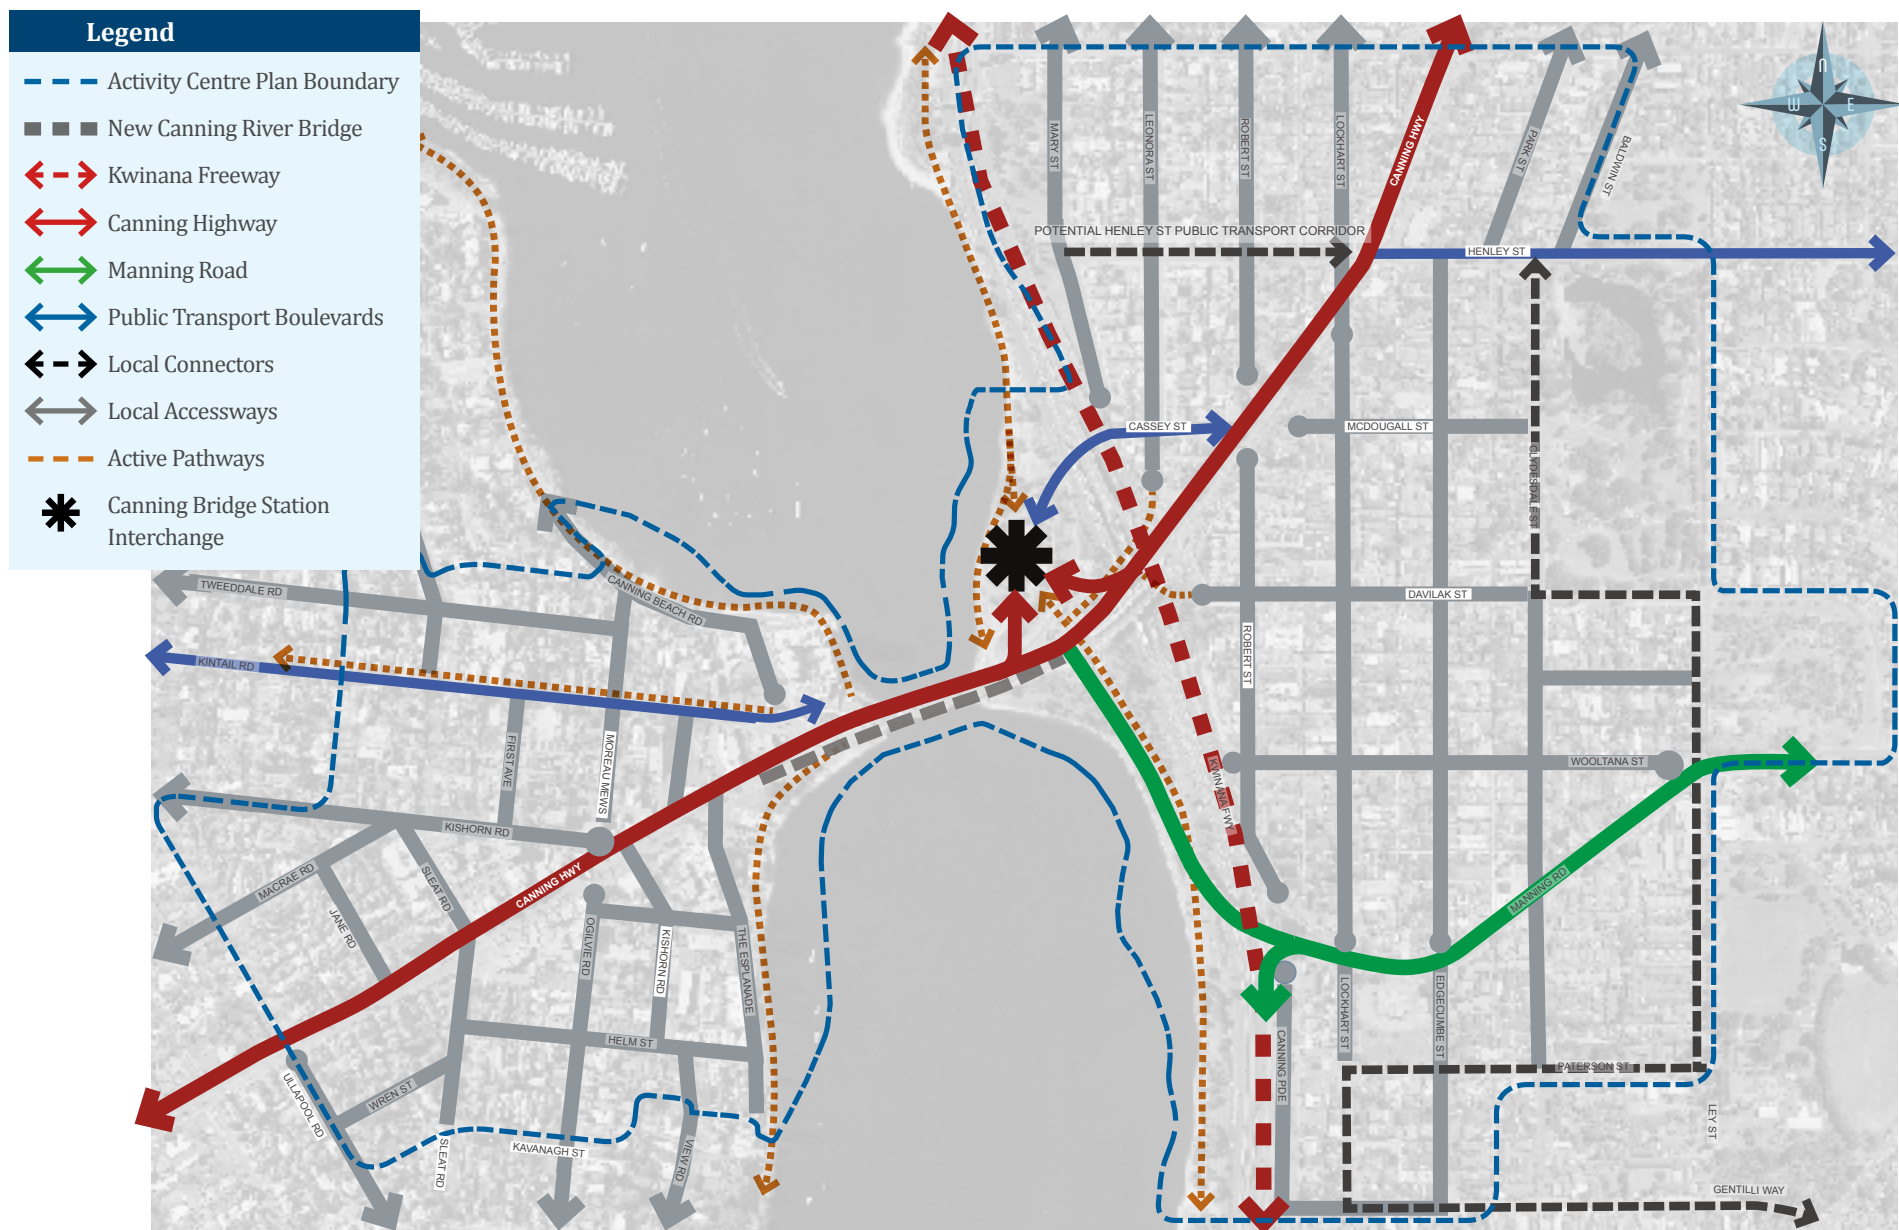 Legend
Activity Centre Plan Boundary
New Canning River Bridge
Kwinana Freeway
Canning Highway
Manning Road
Public Transport Boulevards
Local Connectors
Local Accessways
Active Pathways
Canning Bridge Station
Interchange
N
W
E
S
MARY ST
LEONORA ST
ROBERT ST
LOCKHART ST
CANNING HWY
PARK ST
BALDWIN ST
POTENTIAL HENLEY ST PUBLIC TRANSPORT CORRIDOR
HENLEY ST
CASSEY ST
MCDOUGALL ST
CLYDESDALE ST
TWEEDDALE RD
CANNING BEACH RD
DAVILAK ST
KINTAIL RD
ROBERT ST
FIRST AVE
MOREAU MEWS
KWINANA FWY
WOOLTANA ST
KISHORN RD
MACRAE RD
SLEAT RD
CANNING HWY
MANNING RD
JANE RD
OGILVIE RD
KISHORN RD
THE ESPLANADE
LOCKHART ST
EDGECUMBE ST
HELM ST
CANNING PDE
PATERSON ST
ULLAPOOL RD
WREN ST
LEY ST
SLEAT RD
KAVANAGH ST
VIEW RD
GENTILLI WAY